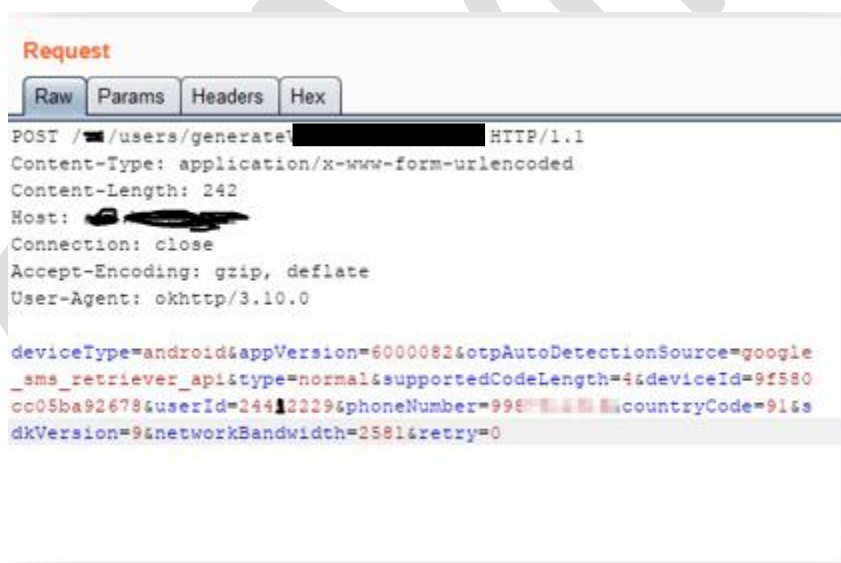 Request
Raw Params Headers Hex
POST / /users/generate HTTP/1.1
Content-Type: application/x-www-form-urlencoded
Content-Length: 242
Host:
Connection: close
Accept-Encoding: gzip, deflate
User-Agent: okhttp/3.10.0
deviceType=android&appVersion=6000082&otpAutoDetectionSource=google
_sms_retriever_api&type=normal&supportedCodeLength=4&deviceId=9f580
cc05ba92678&userId=244 2229&phoneNumber=998 &countryCode=91&s
dkVersion=9&networkBandwidth=2581&retry=0